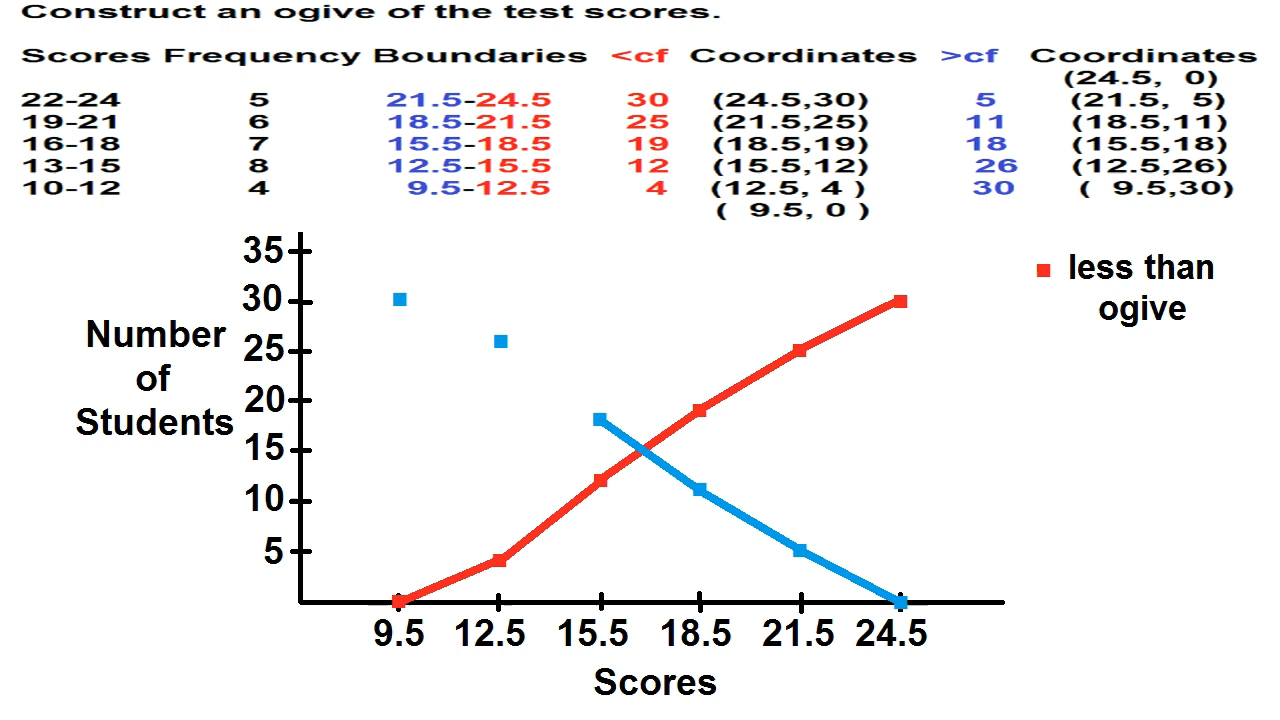 Construct an ogive of the test scores.
Scores Frequency Boundaries <cf Coordinates >cf Coordinates
(24.5, 0)
22-24 5 21.5-24.5 30 (24.5,30) 5 (21.5, 5)
19-21 6 18.5-21.5 25 (21.5,25) 11 (18.5,11)
16-18 7 15.5-18.5 19 (18.5,19) 18 (15.5,18)
13-15 8 12.5-15.5 12 (15.5,12) 26 (12.5,26)
10-12 4 9.5-12.5 4 (12.5, 4 ) 30 ( 9.5,30)
( 9.5, 0 )
35
30
25
20
15
10
5
Number
of
Students
less than
ogive
9.5 12.5 15.5 18.5 21.5 24.5
Scores